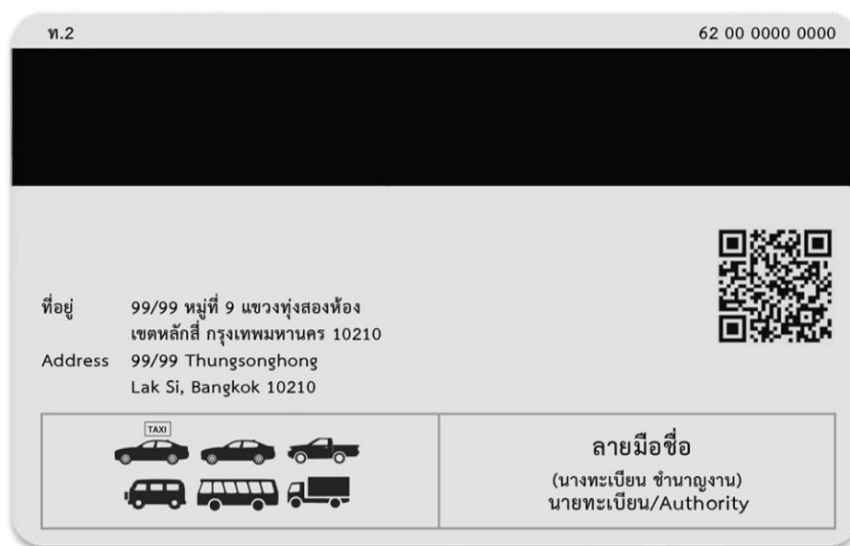 ท.2 62 00 0000 0000
ที่อยู่ 99/99 หมู่ที่ 9 แขวงทุ่งสองห้อง
เขตหลักสี่ กรุงเทพมหานคร 10210
Address 99/99 Thungsonghong
Lak Si, Bangkok 10210
TAXI
ลายมือชื่อ
(นางทะเบียน ชำนาญงาน)
นายทะเบียน/Authority